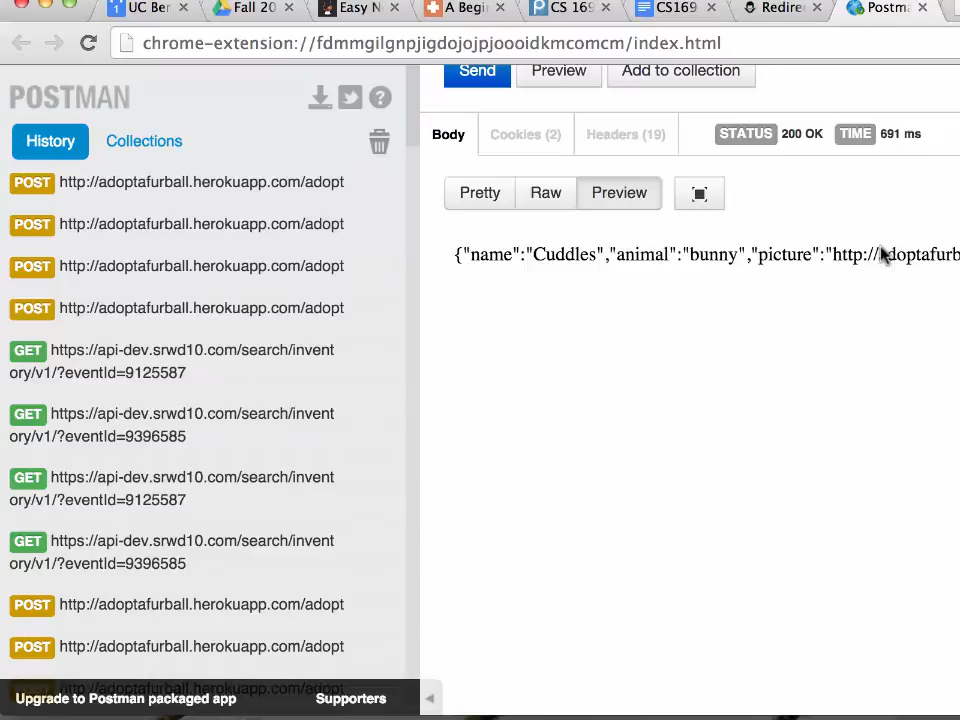 UC Ber
Fall 20
Easy N
A Begi
CS 169
CS169
Redire
Postma
chrome-extension://fdmmgilgnpjigdojojpjoooidkmcomcm/index.html
POSTMAN
History
Collections
POST http://adoptafurball.herokuapp.com/adopt
POST http://adoptafurball.herokuapp.com/adopt
POST http://adoptafurball.herokuapp.com/adopt
POST http://adoptafurball.herokuapp.com/adopt
GET https://api-dev.srwd10.com/search/invent
ory/v1/?eventId=9125587
GET https://api-dev.srwd10.com/search/invent
ory/v1/?eventId=9396585
GET https://api-dev.srwd10.com/search/invent
ory/v1/?eventId=9125587
GET https://api-dev.srwd10.com/search/invent
ory/v1/?eventId=9396585
POST http://adoptafurball.herokuapp.com/adopt
POST http://adoptafurball.herokuapp.com/adopt
http://adoptafurball.herokuapp.com/adopt
Upgrade to Postman packaged app
Supporters
Send
Preview
Add to collection
Body
Cookies (2)
Headers (19)
STATUS 200 OK
TIME 691 ms
Pretty
Raw
Preview
{"name":"Cuddles","animal":"bunny","picture":"http://adoptafurb